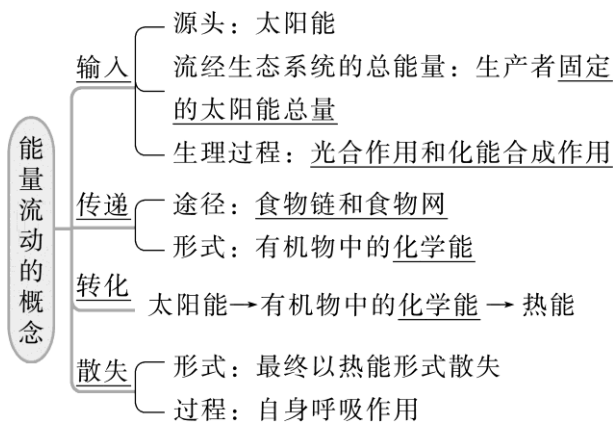 能量流动的概念
输入
源头：太阳能
流经生态系统的总能量：生产者固定
的太阳能总量
生理过程：光合作用和化能合成作用
传递
途径：食物链和食物网
形式：有机物中的化学能
转化
太阳能→有机物中的化学能→热能
散失
形式：最终以热能形式散失
过程：自身呼吸作用